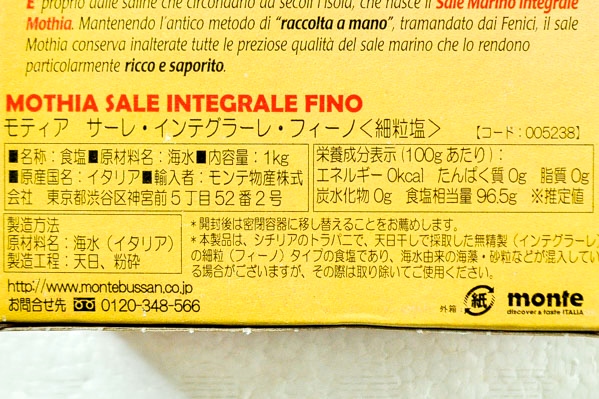 E' proprio dalle saline che circondano da secoli l'isola, che nasce il Sale Marino Integrale
Mothia. Mantenendo l'antico metodo di "raccolta a mano", tramandato dai Fenici, il sale
Mothia conserva inalterate tutte le preziose qualità del sale marino che lo rendono
particolarmente ricco e saporito.
MOTHIA SALE INTEGRALE FINO
モティア サーレ・インテグラーレ・フィーノ＜細粒塩＞ 【コード：005238】
■名称：食塩■原材料名：海水■内容量：1kg
■原産国名：イタリア■輸入者：モンテ物産株式
会社 東京都渋谷区神宮前5丁目52番2号
栄養成分表示（100gあたり）：
エネルギー0kcal たんぱく質0g 脂質0g
炭水化物0g 食塩相当量96.5g ※推定値
製造方法
原材料名：海水（イタリア）
製造工程：天日、粉砕
＊開封後は密閉容器に移し替えることをお薦めします。
＊本製品は、シチリアのトラパニで、天日干しで採取した無精製（インテグラーレ）
の細粒（フィーノ）タイプの食塩であり、海水由来の海藻・砂粒などが混入してい
る場合がございますが、その際は取り除いてご使用ください。
http://www.montebussan.co.jp
お問合せ先 0120-348-566
外箱： 紙
monte
discover & taste ITALIA